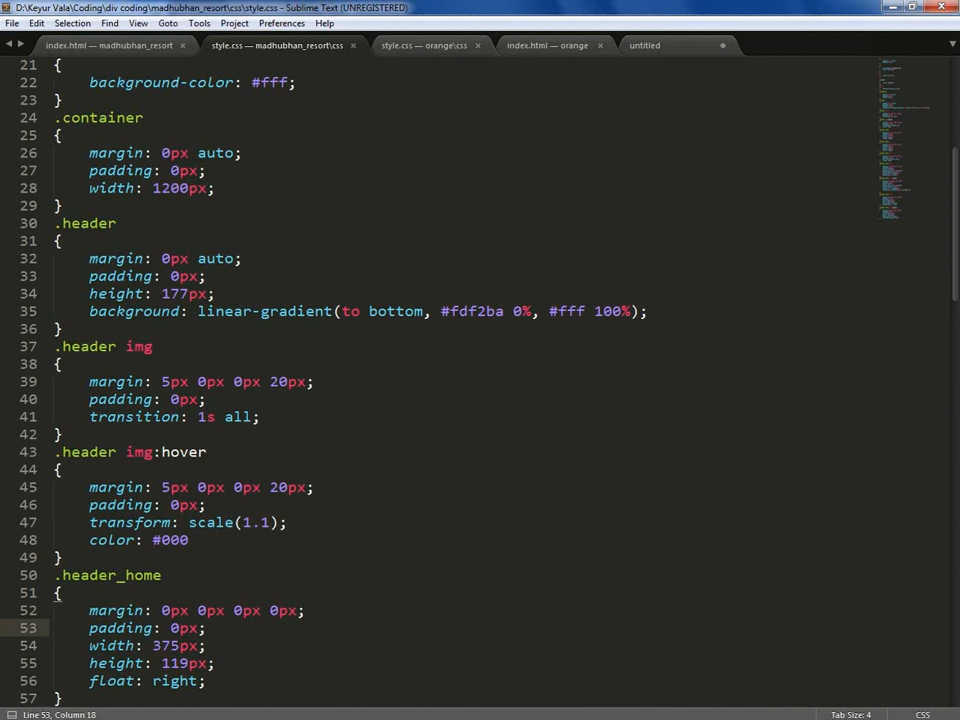 D:\Keyur Vala\Coding\div coding\madhubhan_resort\css\style.css - Sublime Text (UNREGISTERED)
File Edit Selection Find View Goto Tools Project Preferences Help
index.html — madhubhan_resort × style.css — madhubhan_resort\css × style.css — orange\css × index.html — orange × untitled
21 {
22 background-color: #fff;
23 }
24 .container
25 {
26 margin: 0px auto;
27 padding: 0px;
28 width: 1200px;
29 }
30 .header
31 {
32 margin: 0px auto;
33 padding: 0px;
34 height: 177px;
35 background: linear-gradient(to bottom, #fdf2ba 0%, #fff 100%);
36 }
37 .header img
38 {
39 margin: 5px 0px 0px 20px;
40 padding: 0px;
41 transition: 1s all;
42 }
43 .header img:hover
44 {
45 margin: 5px 0px 0px 20px;
46 padding: 0px;
47 transform: scale(1.1);
48 color: #000
49 }
50 .header_home
51 {
52 margin: 0px 0px 0px 0px;
53 padding: 0px;
54 width: 375px;
55 height: 119px;
56 float: right;
57 }
Line 53, Column 18 Tab Size: 4 CSS